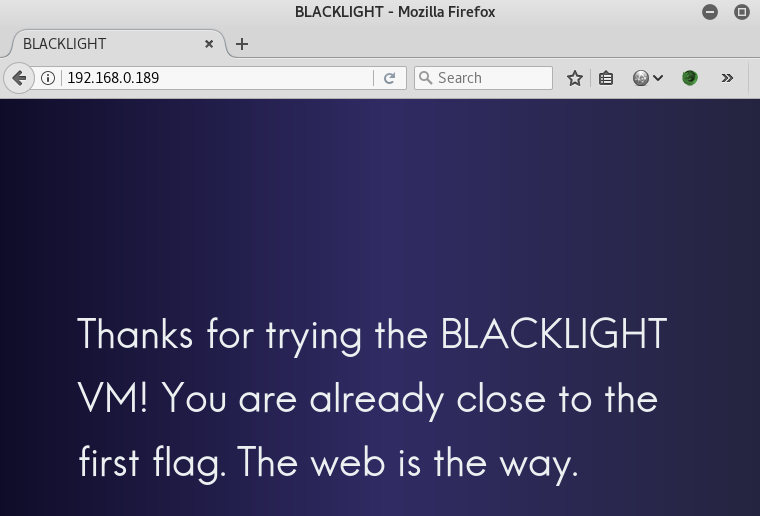 BLACKLIGHT - Mozilla Firefox
BLACKLIGHT
192.168.0.189
Search
Thanks for trying the BLACKLIGHT
VM! You are already close to the
first flag. The web is the way.